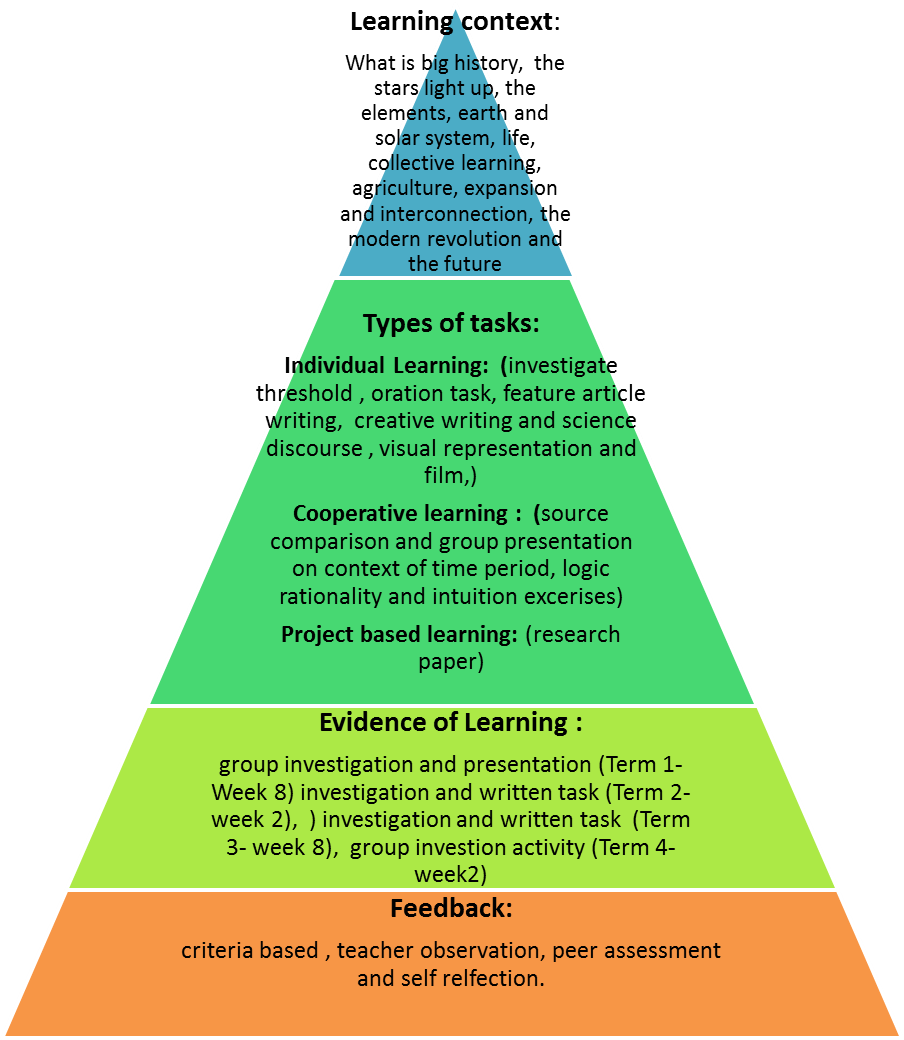 Learning context:
What is big history,  the
stars light up, the
elements, earth and
solar system, life,
collective learning,
agriculture, expansion
and interconnection, the
modern revolution and
the future
Types of tasks:
Individual Learning:  (investigate
threshold , oration task, feature article
writing,  creative writing and science
discourse , visual representation and
film,)
Cooperative learning :  (source
comparison and group presentation
on context of time period, logic
rationality and intuition excerises)
Project based learning: (research
paper)
Evidence of Learning :
group investigation and presentation (Term 1-
Week 8) investigation and written task (Term 2-
week 2),  ) investigation and written task  (Term
3- week 8),  group investion activity (Term 4-
week2)
Feedback:
criteria based , teacher observation, peer assessment
and self relfection.